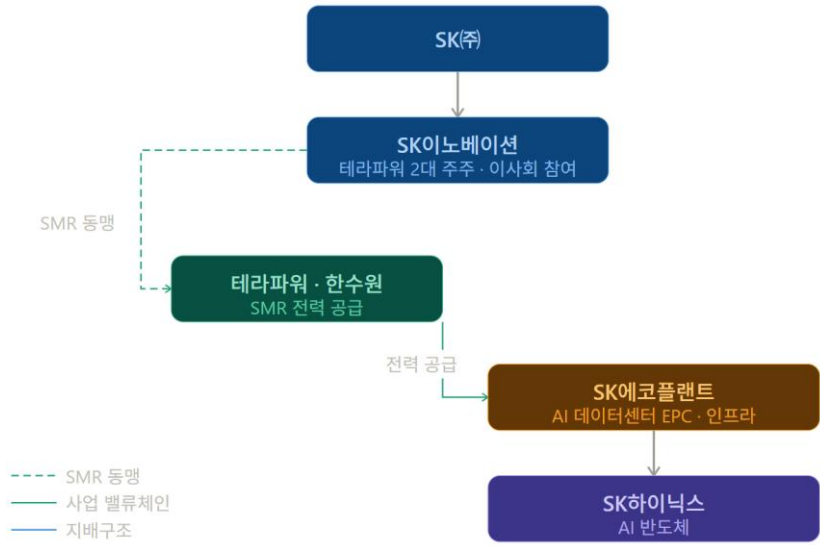 SK㈜
SK이노베이션
테라파워 2대 주주 · 이사회 참여
SMR 동맹
테라파워 · 한수원
SMR 전력 공급
전력 공급
SK에코플랜트
AI 데이터센터 EPC · 인프라
SMR 동맹
사업 밸류체인
지배구조
SK하이닉스
AI 반도체